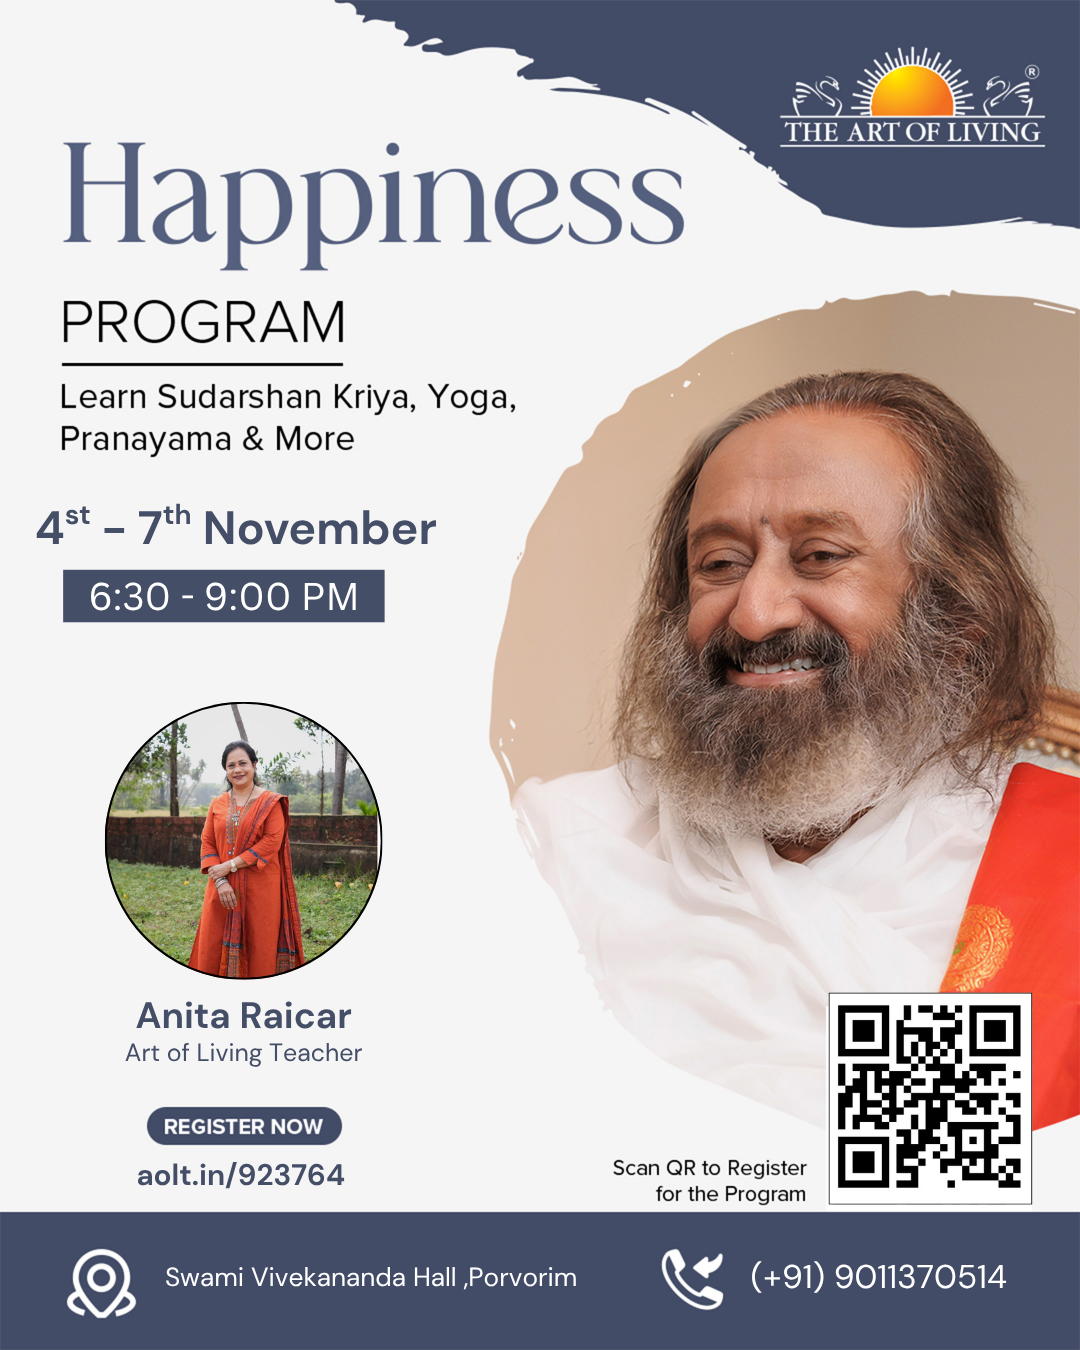 THE ART OF LIVING
®
Happiness
PROGRAM
Learn Sudarshan Kriya, Yoga,
Pranayama & More
4st - 7th November
6:30 - 9:00 PM
Anita Raicar
Art of Living Teacher
REGISTER NOW
aolt.in/923764
Scan QR to Register
for the Program
Swami Vivekananda Hall ,Porvorim
(+91) 9011370514